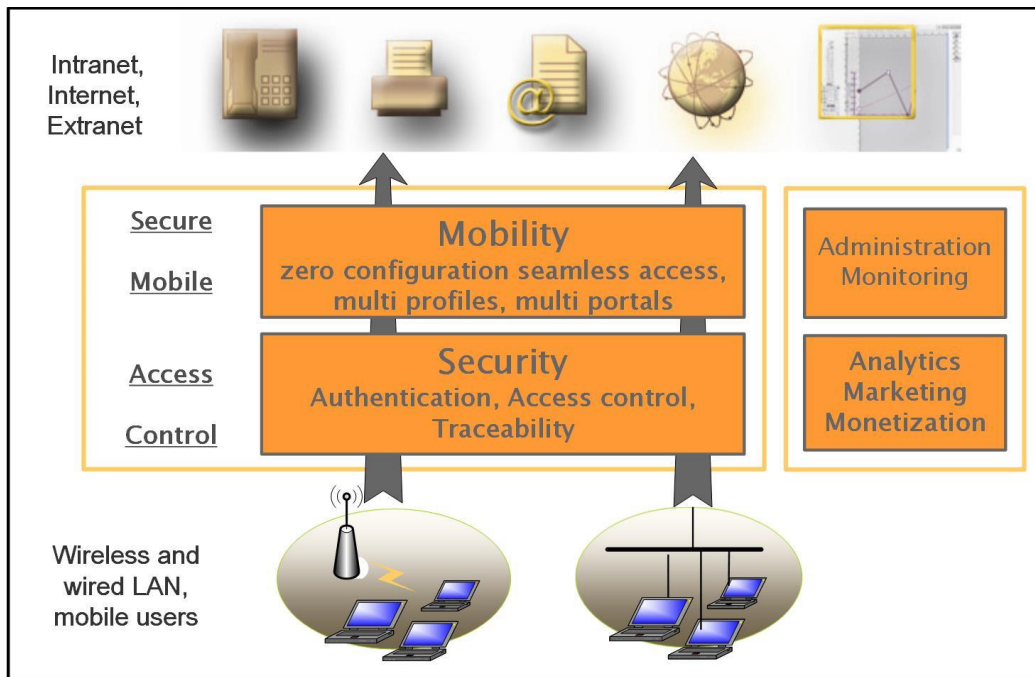 Intranet,
Internet,
Extranet
@
Secure
Mobile
Access
Control
Mobility
zero configuration seamless access,
multi profiles, multi portals
Security
Authentication, Access control,
Traceability
Administration
Monitoring
Analytics
Marketing
Monetization
Wireless and
wired LAN,
mobile users